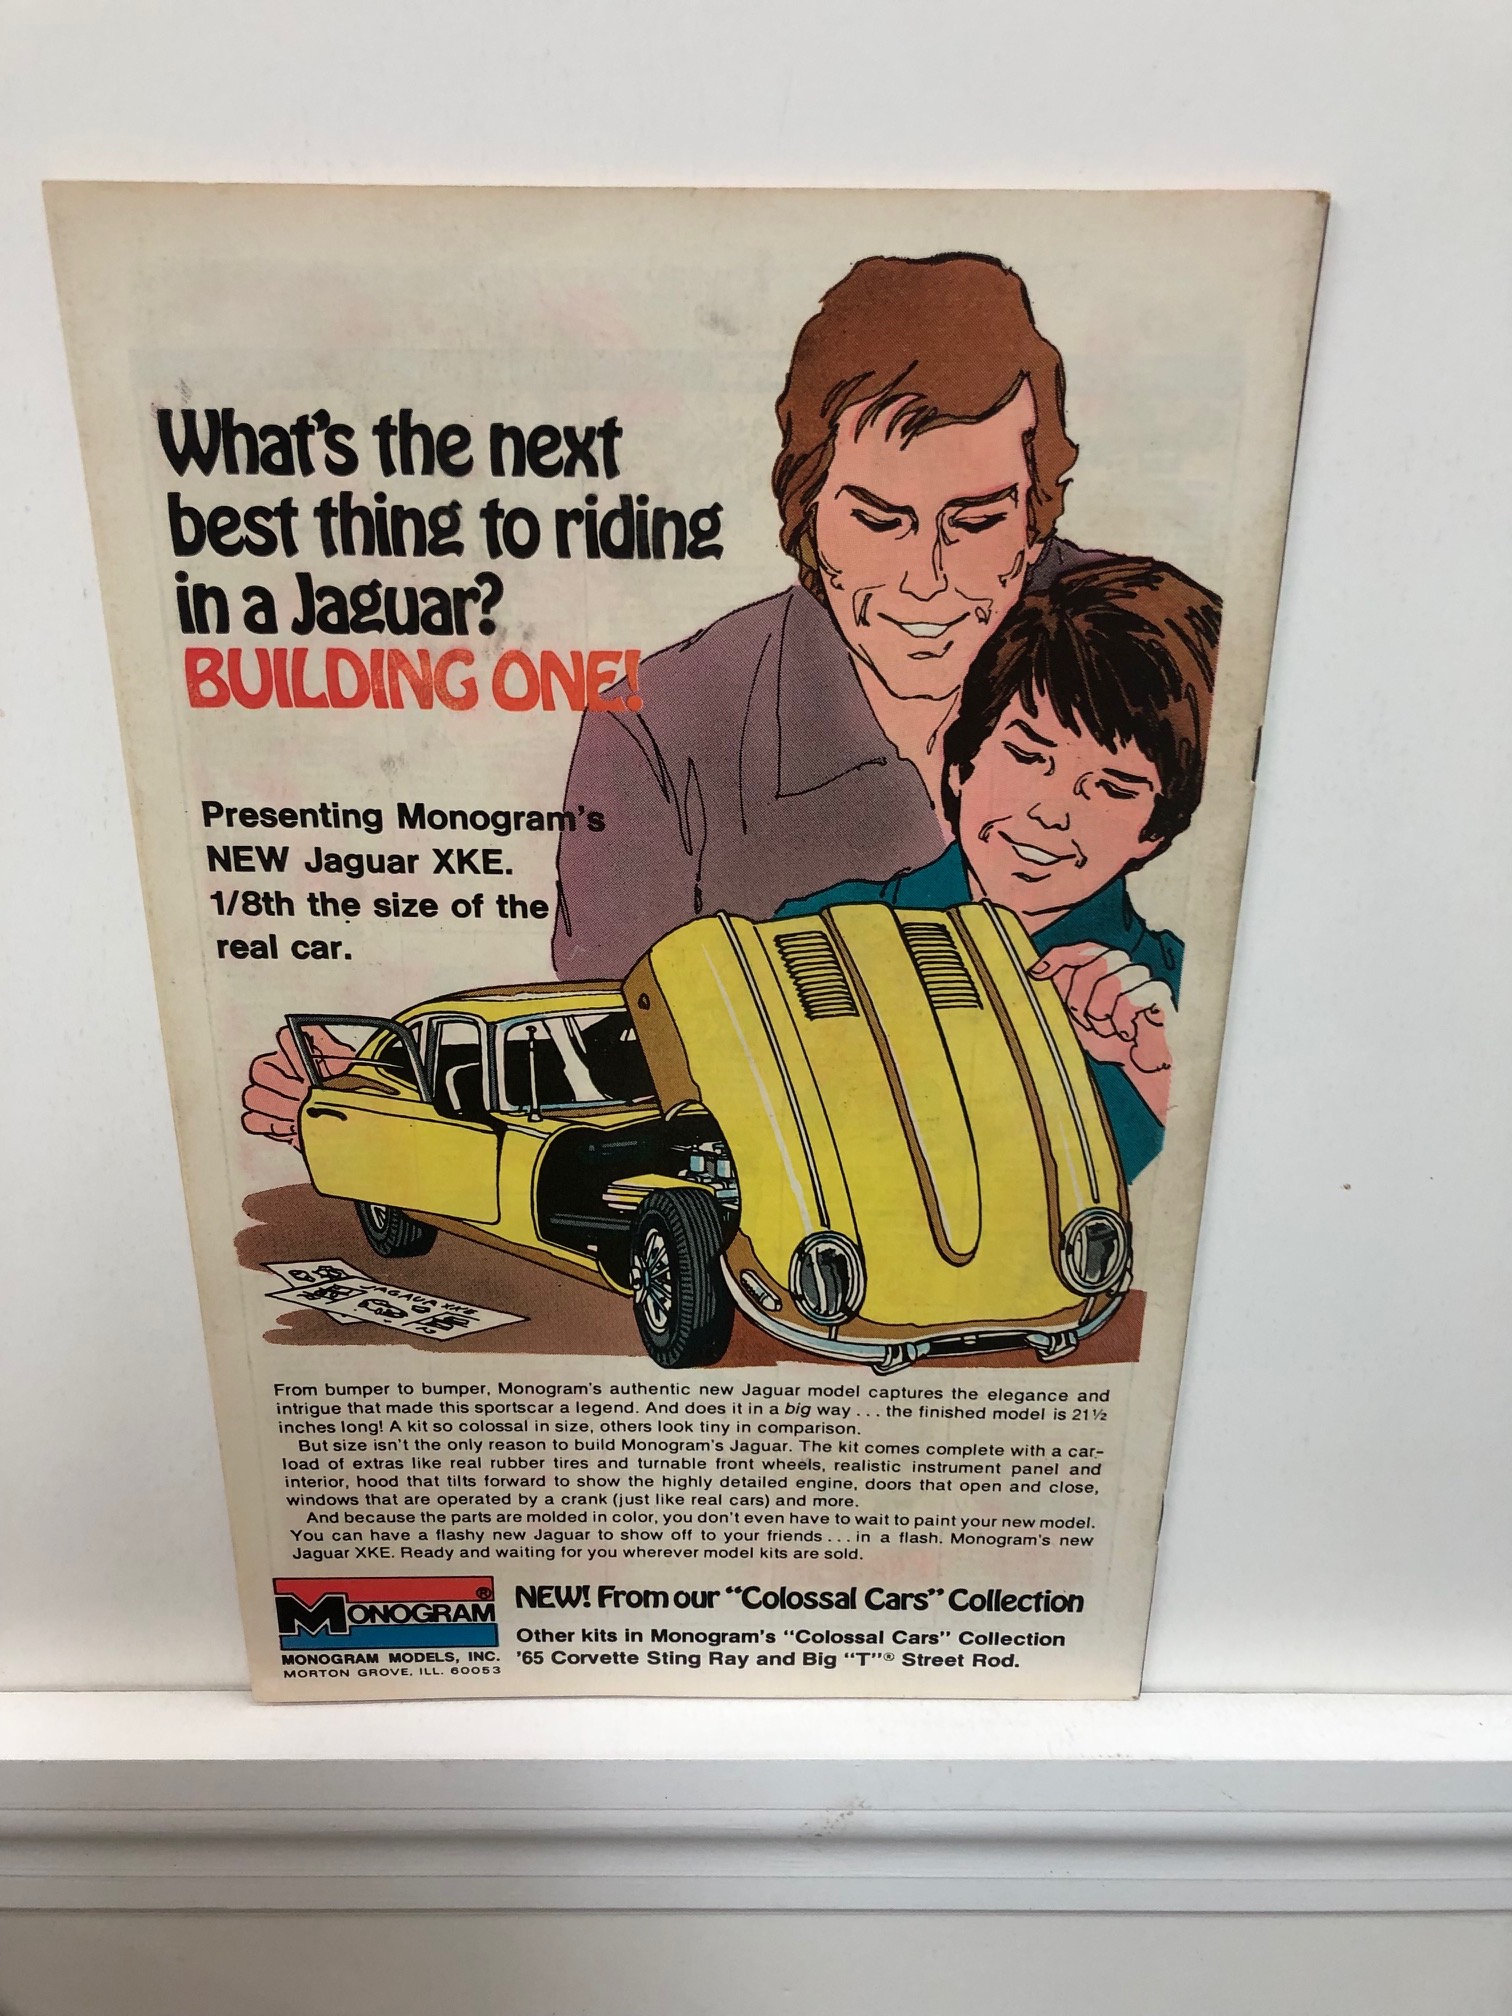 What's the next
best thing to riding
in a Jaguar?
BUILDING ONE!
Presenting Monogram's
NEW Jaguar XKE.
1/8th the size of the
real car.
JAGAUR XKE
From bumper to bumper, Monogram's authentic new Jaguar model captures the elegance and
intrigue that made this sportscar a legend. And does it in a big way . . . the finished model is 21½
inches long! A kit so colossal in size, others look tiny in comparison.
But size isn't the only reason to build Monogram's Jaguar. The kit comes complete with a car-
load of extras like real rubber tires and turnable front wheels, realistic instrument panel and
interior, hood that tilts forward to show the highly detailed engine, doors that open and close,
windows that are operated by a crank (just like real cars) and more.
And because the parts are molded in color, you don't even have to wait to paint your new model.
You can have a flashy new Jaguar to show off to your friends . . . in a flash. Monogram's new
Jaguar XKE. Ready and waiting for you wherever model kits are sold.
MONOGRAM®
MONOGRAM MODELS, INC.
MORTON GROVE, ILL. 60053
NEW! From our "Colossal Cars" Collection
Other kits in Monogram's "Colossal Cars" Collection
'65 Corvette Sting Ray and Big "T"® Street Rod.